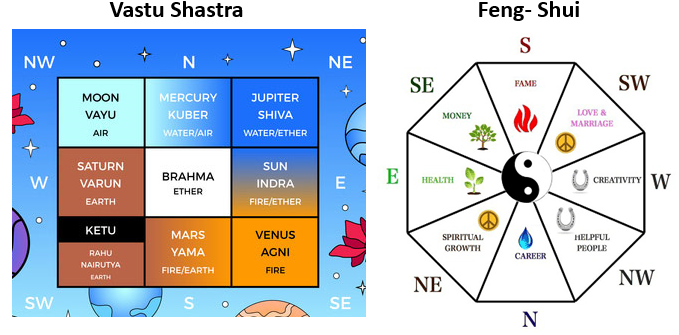 Vastu Shastra
NW
N
NE
MOON
VAYU
AIR
MERCURY
KUBER
WATER/AIR
JUPITER
SHIVA
WATER/ETHER
W
SATURN
VARUN
EARTH
BRAHMA
ETHER
SUN
INDRA
FIRE/ETHER
E
KETU
RAHU
NAIRUTYA
EARTH
MARS
YAMA
FIRE/EARTH
VENUS
AGNI
FIRE
SW
S
SE
Feng- Shui
S
SE
SW
FAME
MONEY
LOVE &
MARRIAGE
E
HEALTH
CREATIVITY
W
SPIRITUAL
GROWTH
CAREER
HELPFUL
PEOPLE
NE
NW
N